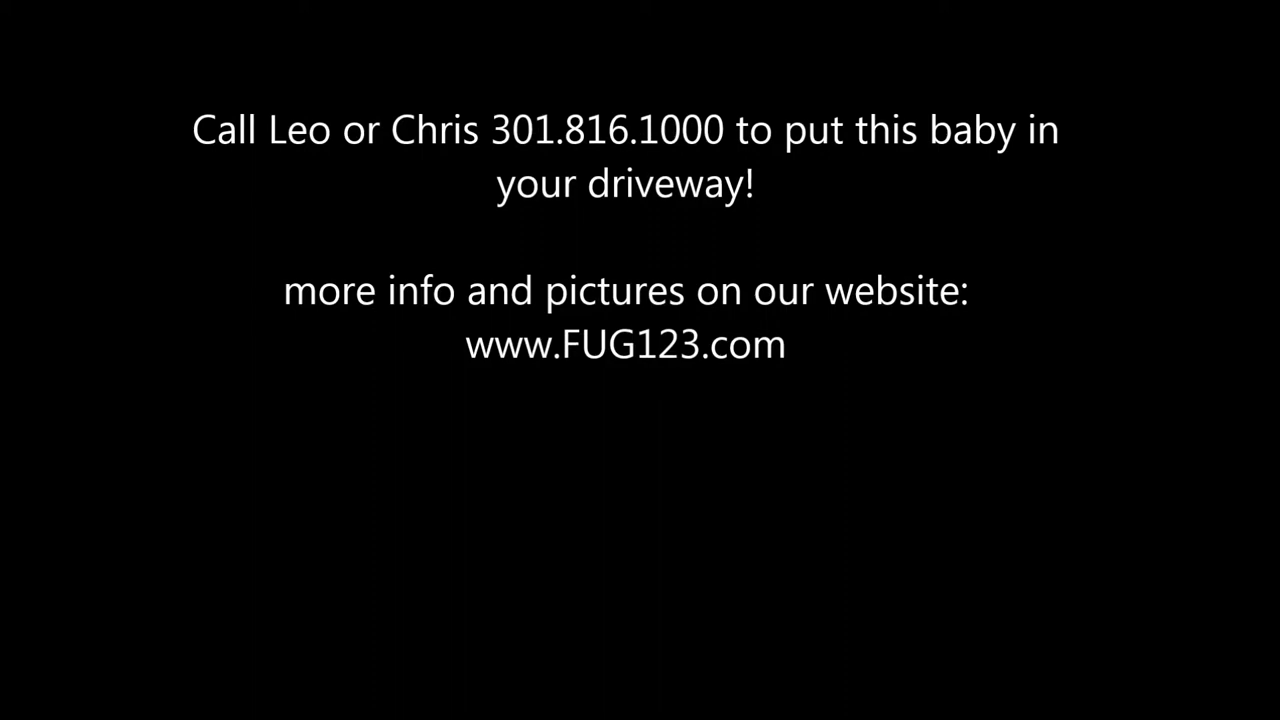 Call Leo or Chris 301.816.1000 to put this baby in
your driveway!
more info and pictures on our website:
www.FUG123.com